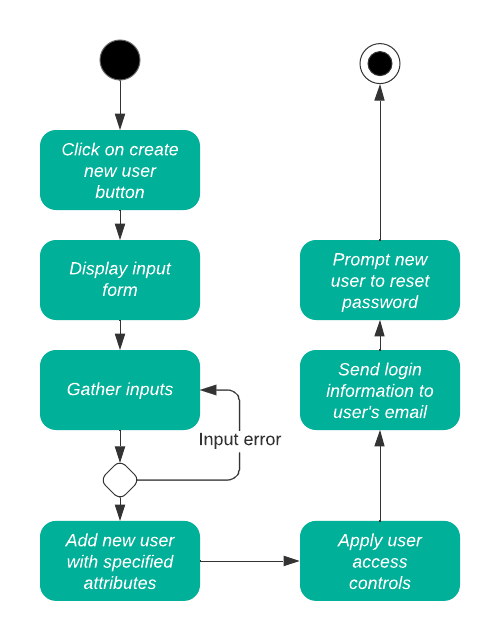 Click on create
new user
button
Display input
form
Gather inputs
Input error
Add new user
with specified
attributes
Apply user
access
controls
Send login
information to
user's email
Prompt new
user to reset
password